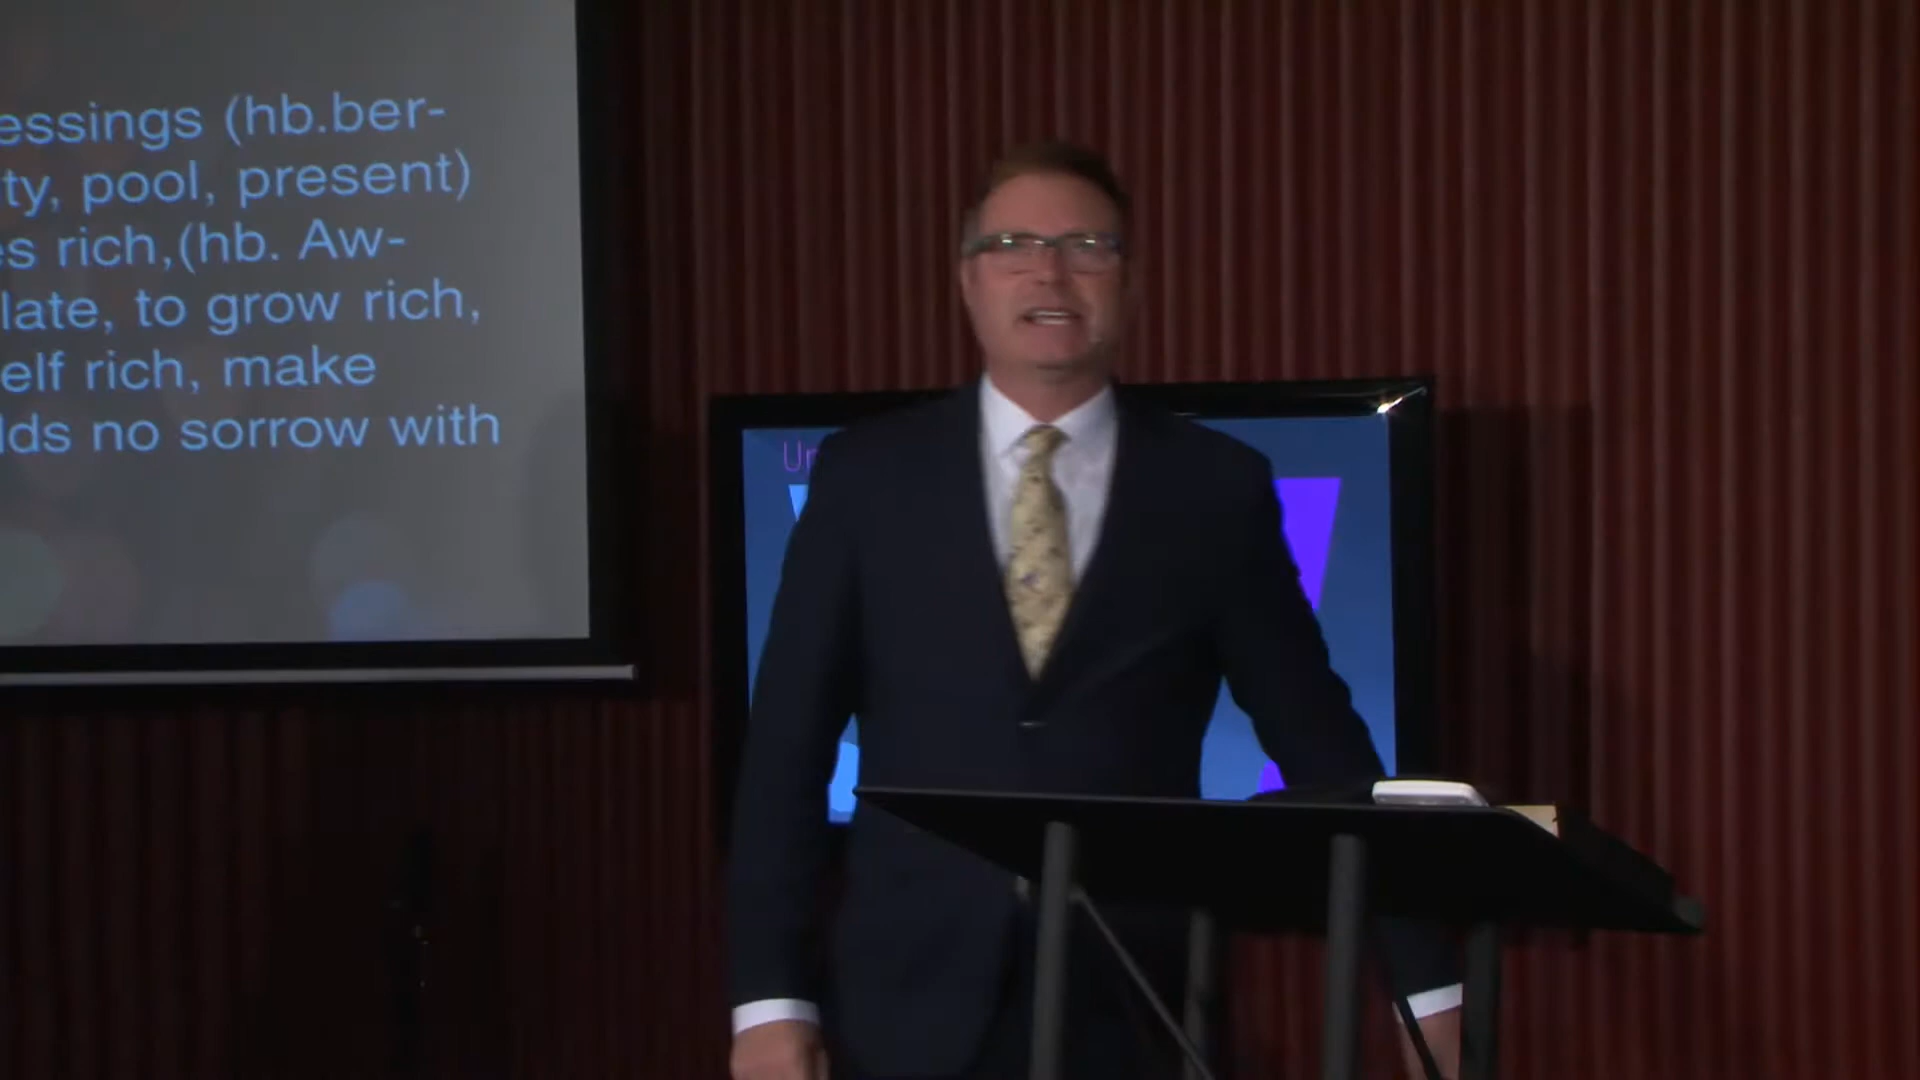 essings (hb.ber-
ty, pool, present)
es rich,(hb. Aw-
late, to grow rich,
elf rich, make
lds no sorrow with
Un